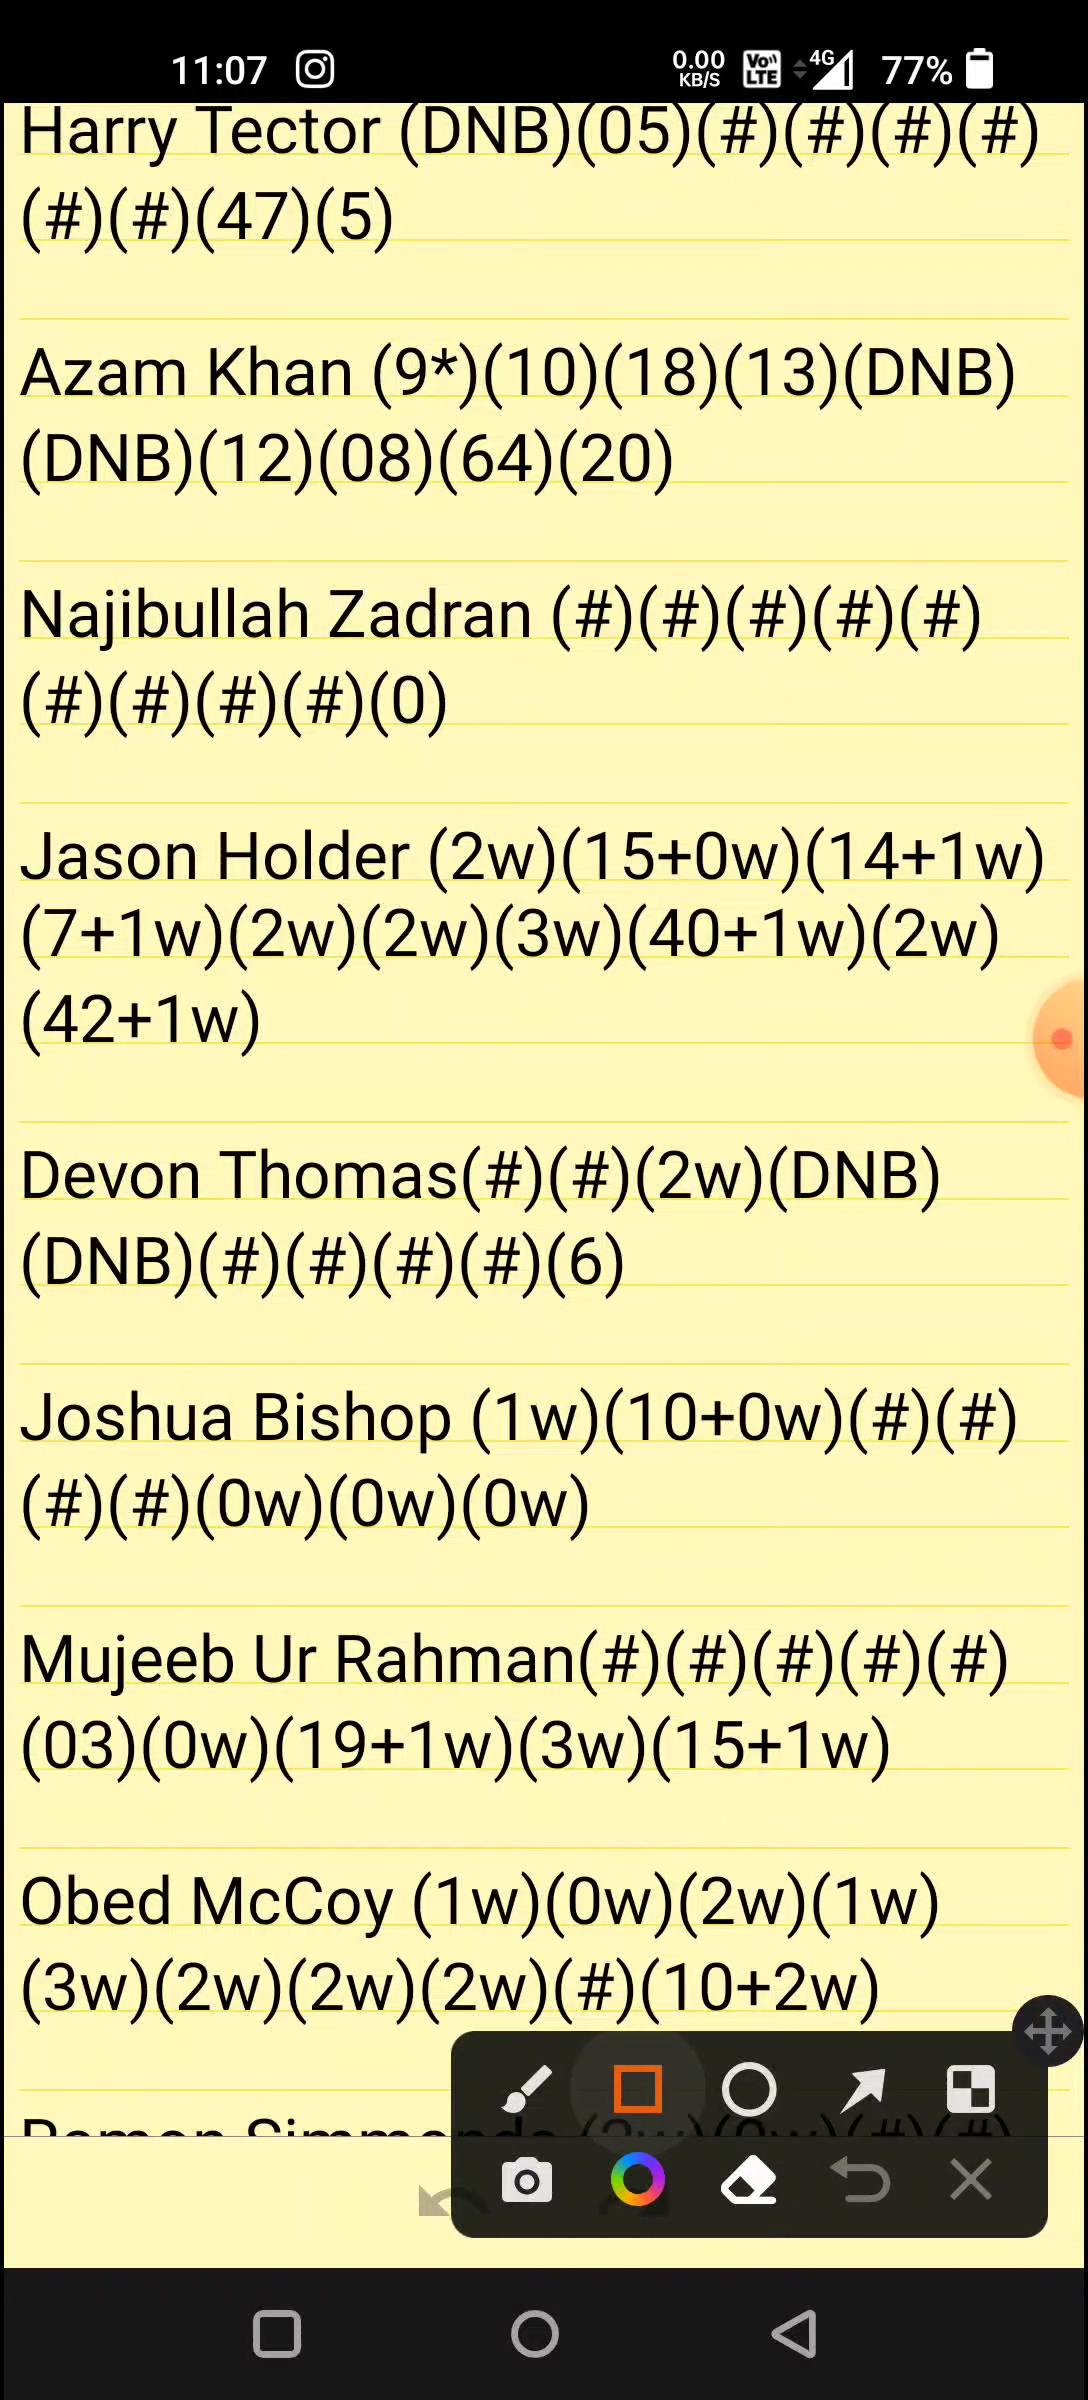 11:07
0.00 KB/S Vo)) LTE 4G 77%
Harry Tector (DNB)(05)(#)(#)(#)(#)
(#)(#)(47)(5)
Azam Khan (9*)(10)(18)(13)(DNB)
(DNB)(12)(08)(64)(20)
Najibullah Zadran (#)(#)(#)(#)(#)
(#)(#)(#)(#)(0)
Jason Holder (2w)(15+0w)(14+1w)
(7+1w)(2w)(2w)(3w)(40+1w)(2w)
(42+1w)
Devon Thomas(#)(#)(2w)(DNB)
(DNB)(#)(#)(#)(#)(6)
Joshua Bishop (1w)(10+0w)(#)(#)
(#)(#)(0w)(0w)(0w)
Mujeeb Ur Rahman(#)(#)(#)(#)(#)
(03)(0w)(19+1w)(3w)(15+1w)
Obed McCoy (1w)(0w)(2w)(1w)
(3w)(2w)(2w)(2w)(#)(10+2w)